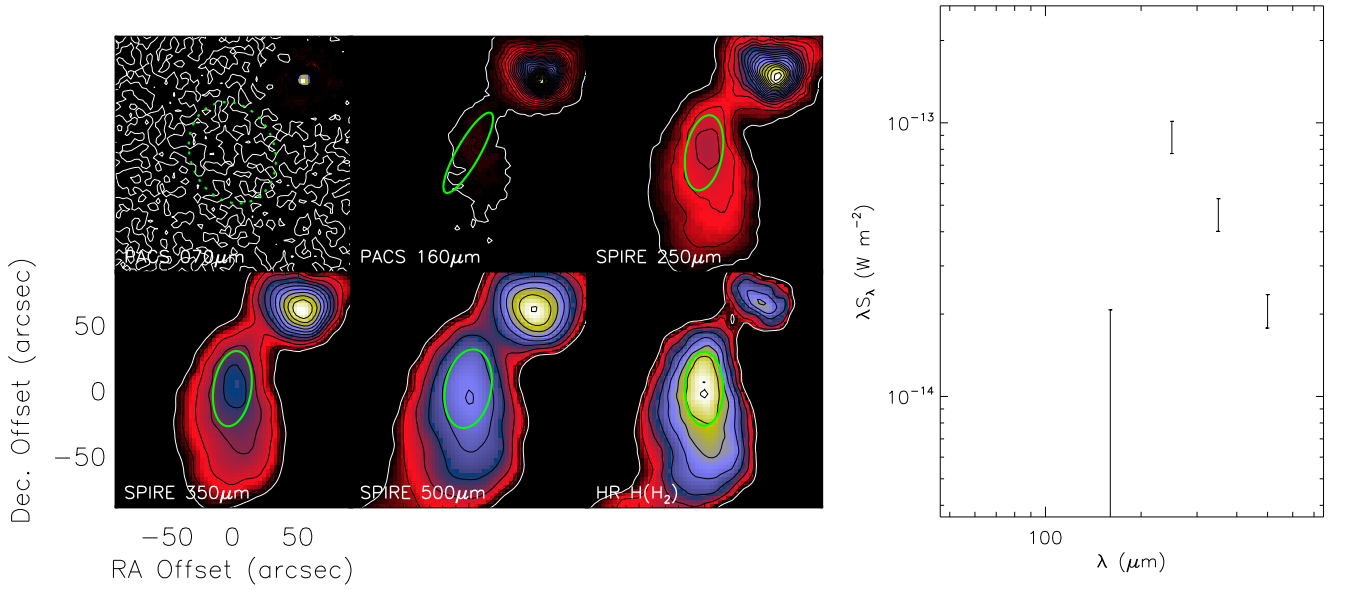 PACS 070μm
PACS 160μm
SPIRE 250μm
SPIRE 350μm
SPIRE 500μm
HR H(H₂)
Dec. Offset (arcsec)
50
0
−50
−50 0 50
RA Offset (arcsec)
λS_λ (W m⁻²)
10⁻¹³
10⁻¹⁴
100
λ (μm)